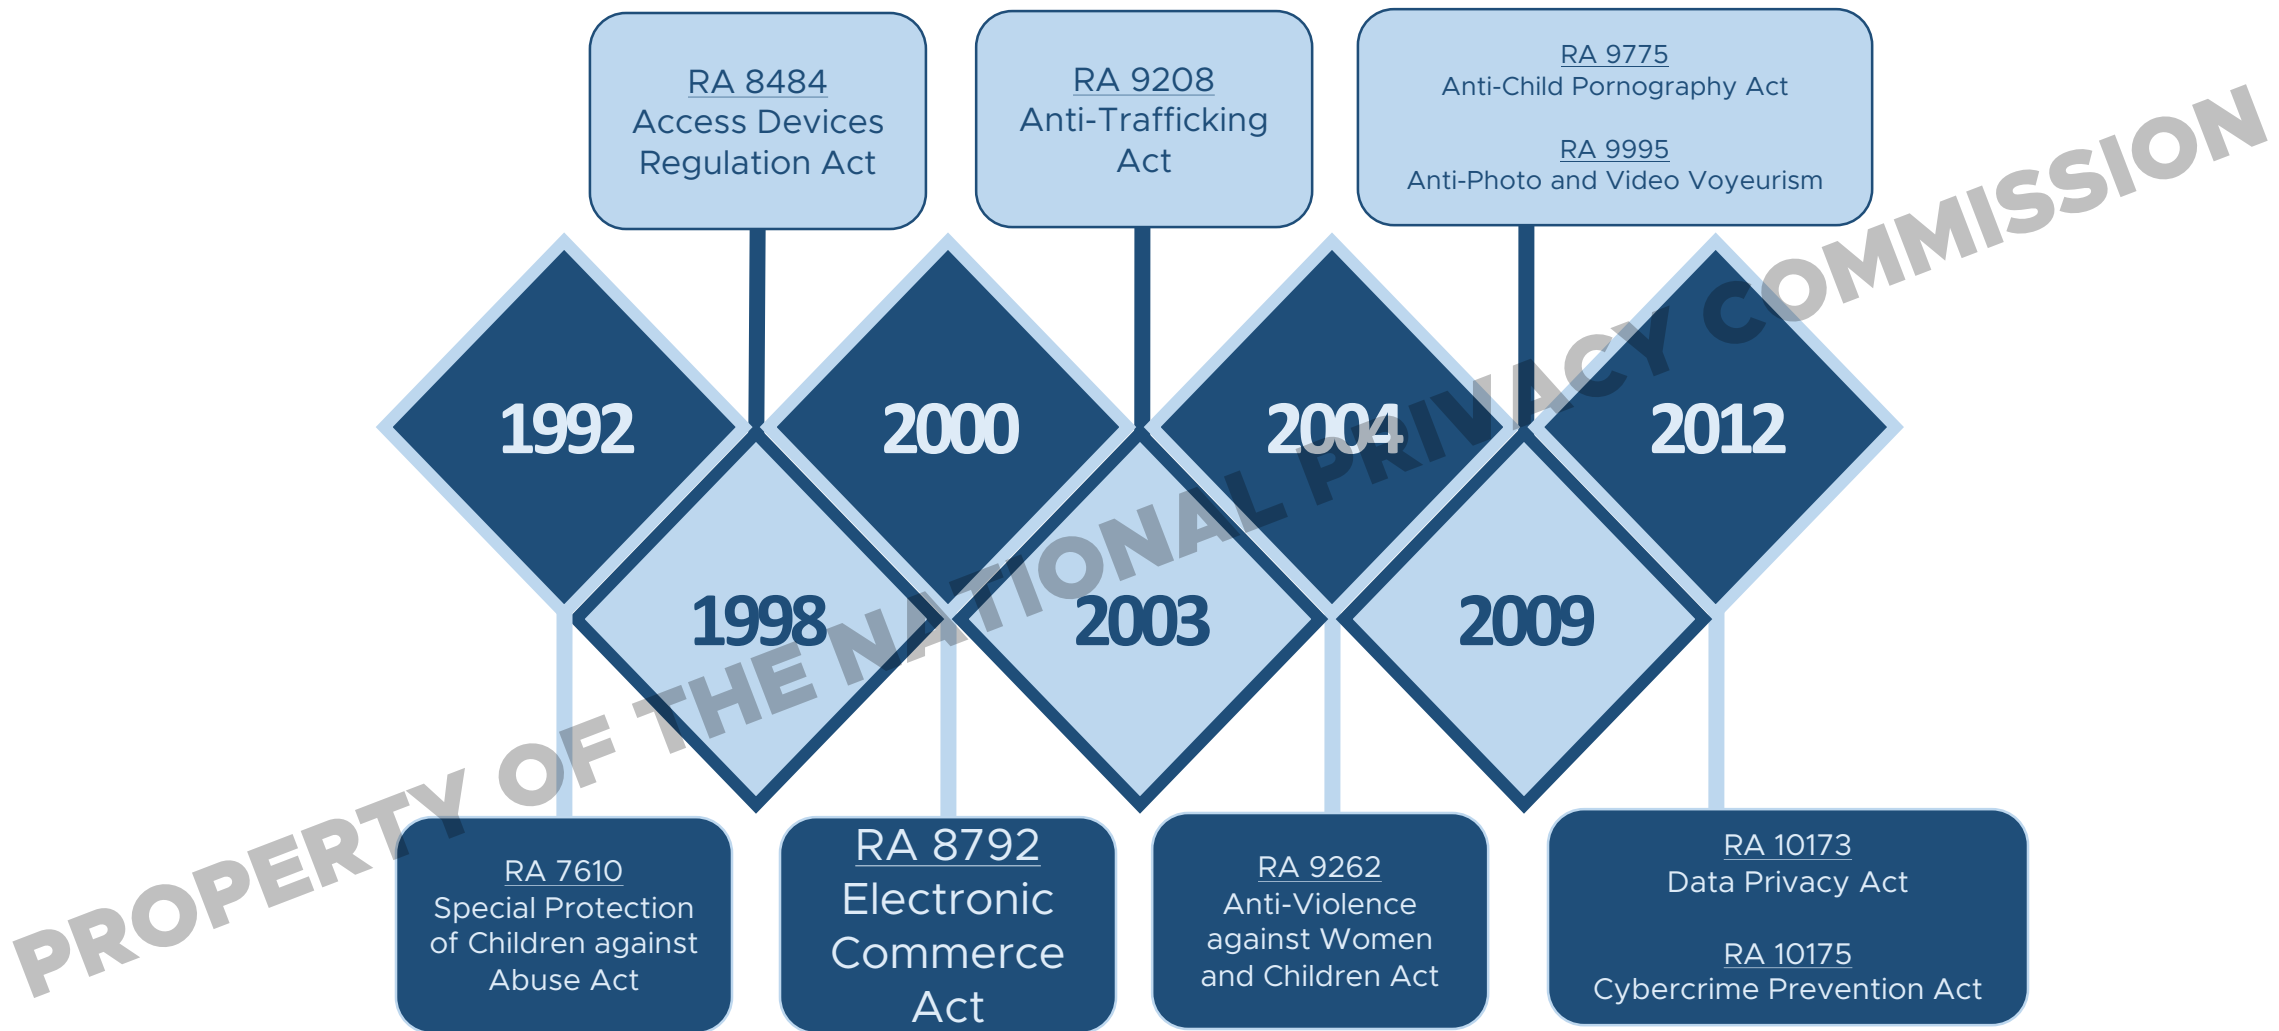 RA 8484
Access Devices
Regulation Act
RA 9208
Anti-Trafficking
Act
RA 9775
Anti-Child Pornography Act
RA 9995
Anti-Photo and Video Voyeurism
1992
2000
2004
2012
1998
2003
2009
RA 7610
Special Protection
of Children against
Abuse Act
RA 8792
Electronic
Commerce
Act
RA 9262
Anti-Violence
against Women
and Children Act
RA 10173
Data Privacy Act
RA 10175
Cybercrime Prevention Act
PROPERTY OF THE NATIONAL PRIVACY COMMISSION